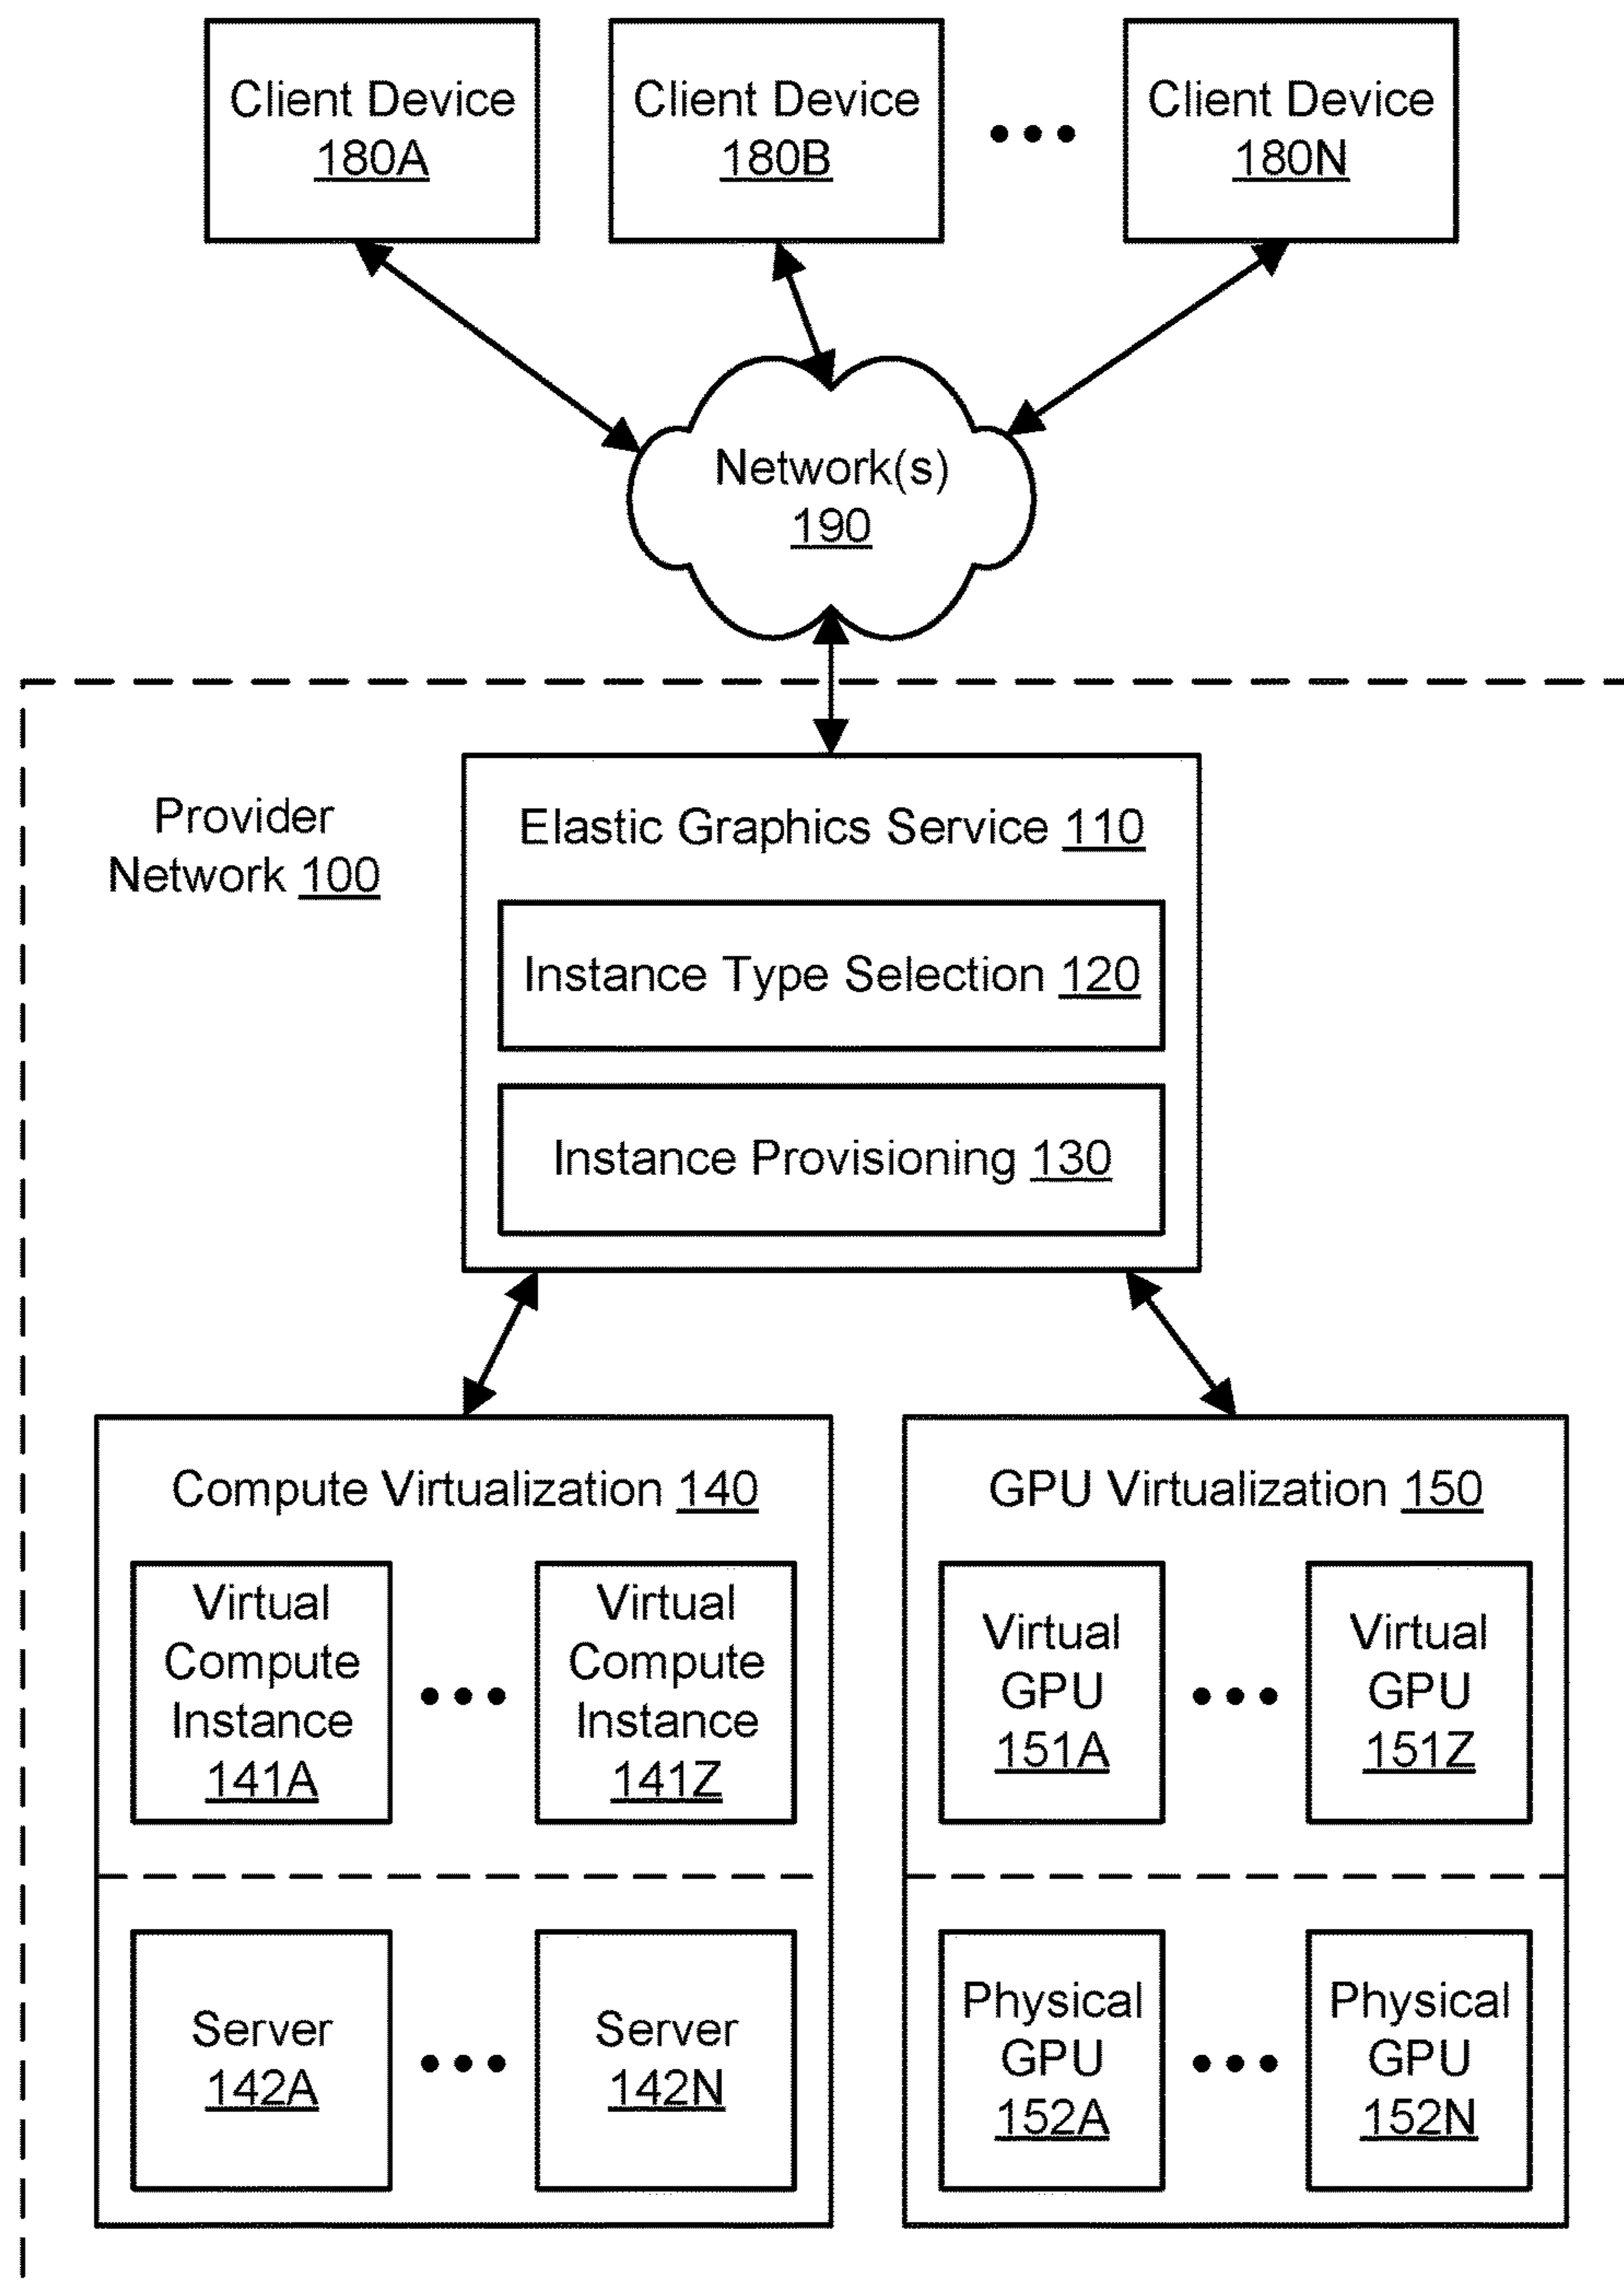 Client Device
180A
Client Device
180B
Client Device
180N
Network(s)
190
Provider
Network 100
Elastic Graphics Service 110
Instance Type Selection 120
Instance Provisioning 130
Compute Virtualization 140
Virtual
Compute
Instance
141A
Virtual
Compute
Instance
141Z
Server
142A
Server
142N
GPU Virtualization 150
Virtual
GPU
151A
Virtual
GPU
151Z
Physical
GPU
152A
Physical
GPU
152N